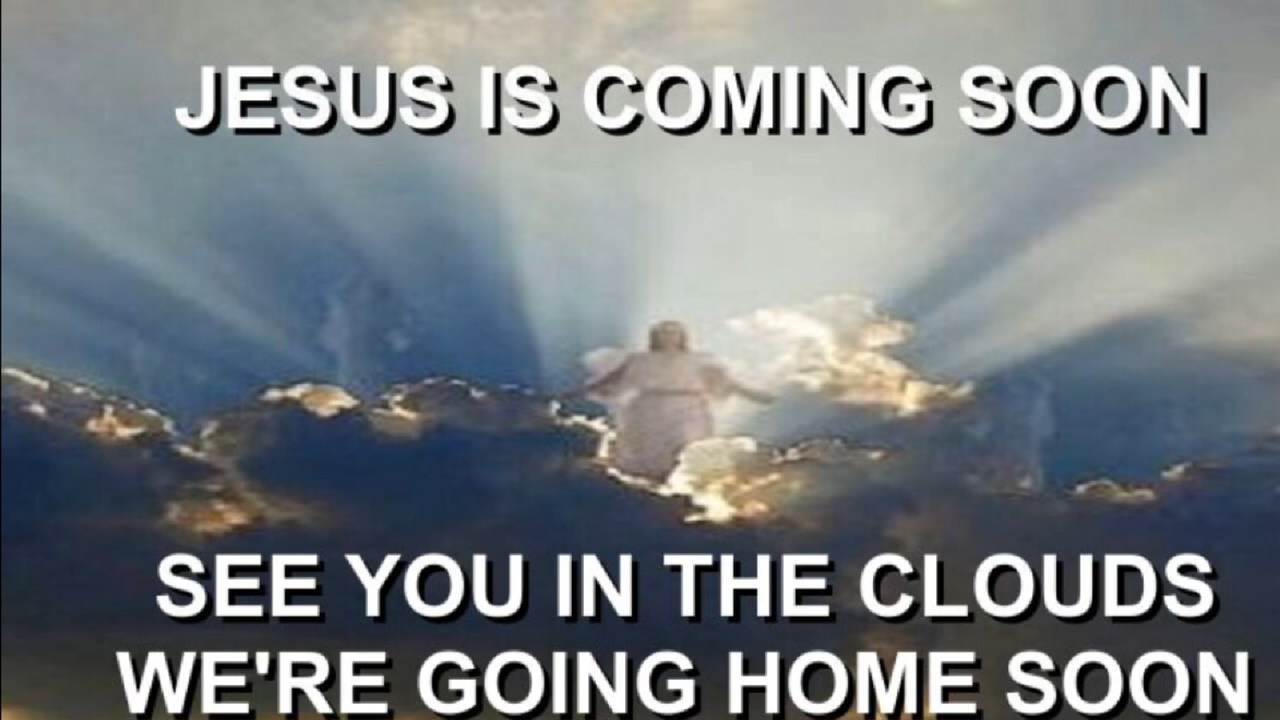 JESUS IS COMING SOON
SEE YOU IN THE CLOUDS
WE'RE GOING HOME SOON